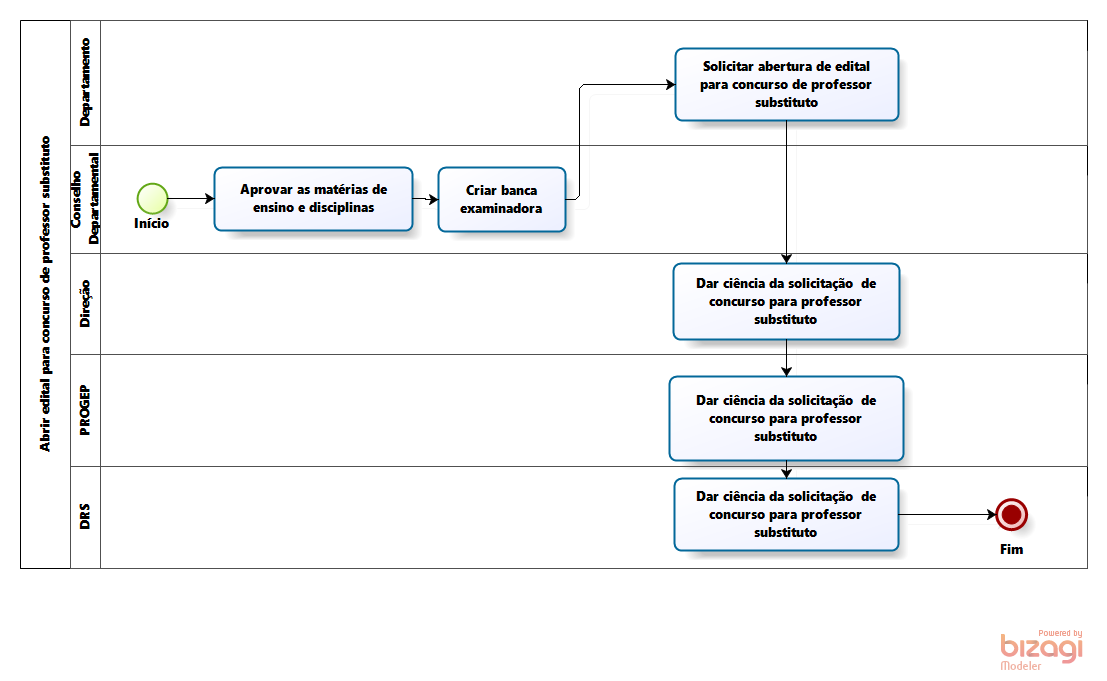 Abrir edital para concurso de professor substituto
Departamento
Solicitar abertura de edital
para concurso de professor
substituto
Conselho
Departamental
Início
Aprovar as matérias de
ensino e disciplinas
Criar banca
examinadora
Direção
Dar ciência da solicitação de
concurso para professor
substituto
PROGEP
Dar ciência da solicitação de
concurso para professor
substituto
DRS
Dar ciência da solicitação de
concurso para professor
substituto
Fim
Powered by
bizagi
Modeler